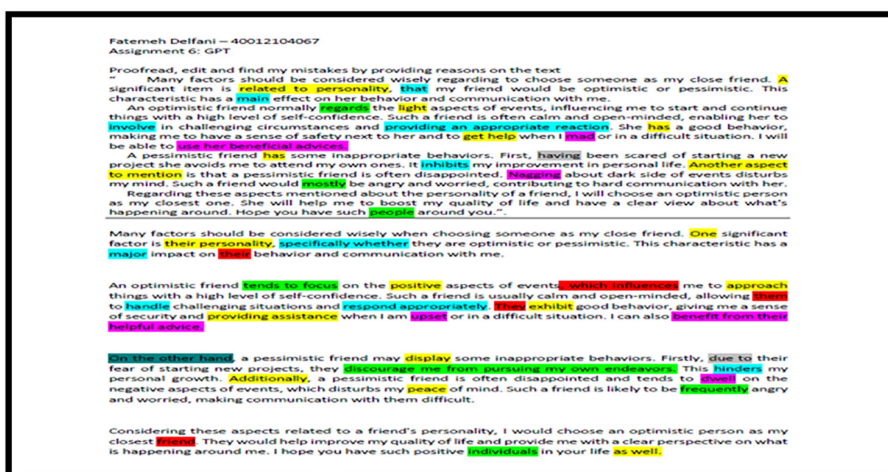 Fatemeh Delfani – 40012104067
Assignment 6: GPT
Proofread, edit and find my mistakes by providing reasons on the text
" Many factors should be considered wisely regarding to choose someone as my close friend. A
significant item is related to personality, that my friend would be optimistic or pessimistic. This
characteristic has a main effect on her behavior and communication with me.
An optimistic friend normally regards the light aspects of events, influencing me to start and continue
things with a high level of self-confidence. Such a friend is often calm and open-minded, enabling her to
involve in challenging circumstances and providing an appropriate reaction. She has a good behavior,
making me to have a sense of safety next to her and to get help when I mad or in a difficult situation. I will
be able to use her beneficial advices.
A pessimistic friend has some inappropriate behaviors. First, having been scared of starting a new
project she avoids me to attend my own ones. It inhibits my improvement in personal life. Another aspect
to mention is that a pessimistic friend is often disappointed. Nagging about dark side of events disturbs
my mind. Such a friend would mostly be angry and worried, contributing to hard communication with her.
Regarding these aspects mentioned about the personality of a friend, I will choose an optimistic person
as my closest one. She will help me to boost my quality of life and have a clear view about what's
happening around. Hope you have such people around you.".
Many factors should be considered wisely when choosing someone as my close friend. One significant
factor is their personality, specifically whether they are optimistic or pessimistic. This characteristic has a
major impact on their behavior and communication with me.
An optimistic friend tends to focus on the positive aspects of events, which influences me to approach
things with a high level of self-confidence. Such a friend is usually calm and open-minded, allowing them
to handle challenging situations and respond appropriately. They exhibit good behavior, giving me a sense
of security and providing assistance when I am upset or in a difficult situation. I can also benefit from their
helpful advice.
On the other hand, a pessimistic friend may display some inappropriate behaviors. Firstly, due to their
fear of starting new projects, they discourage me from pursuing my own endeavors. This hinders my
personal growth. Additionally, a pessimistic friend is often disappointed and tends to dwell on the
negative aspects of events, which disturbs my peace of mind. Such a friend is likely to be frequently angry
and worried, making communication with them difficult.
Considering these aspects related to a friend's personality, I would choose an optimistic person as my
closest friend. They would help improve my quality of life and provide me with a clear perspective on what
is happening around me. I hope you have such positive individuals in your life as well.